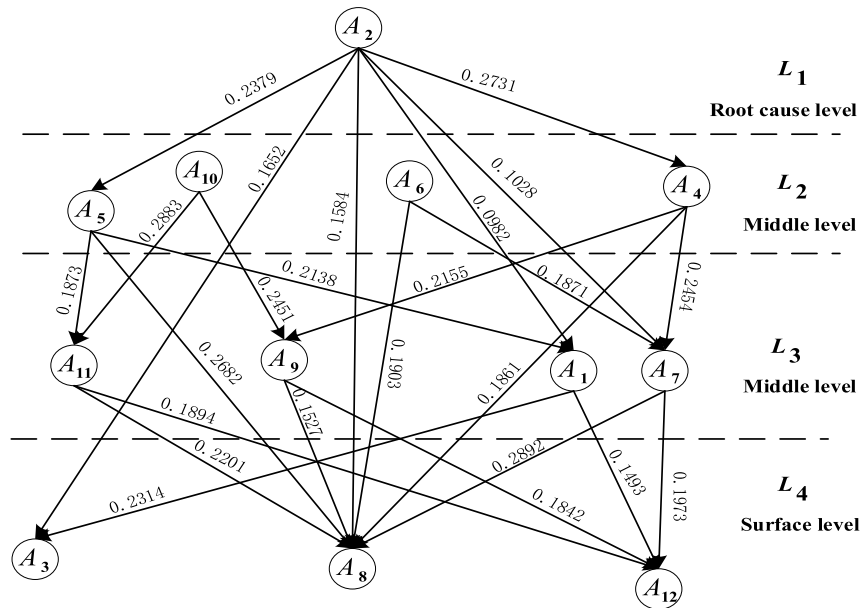 A2
L1
Root cause level
0.2379
0.2731
0.1652
0.1584
0.1028
0.0982
A10
A6
A4
A5
L2
Middle level
0.2883
0.1873
0.2138
0.2451
0.2155
0.1871
0.2454
A11
A9
A1
A7
L3
Middle level
0.2682
0.1903
0.1861
0.1894
0.1527
0.2201
0.2892
0.2314
0.1842
0.1493
0.1973
L4
Surface level
A3
A8
A12